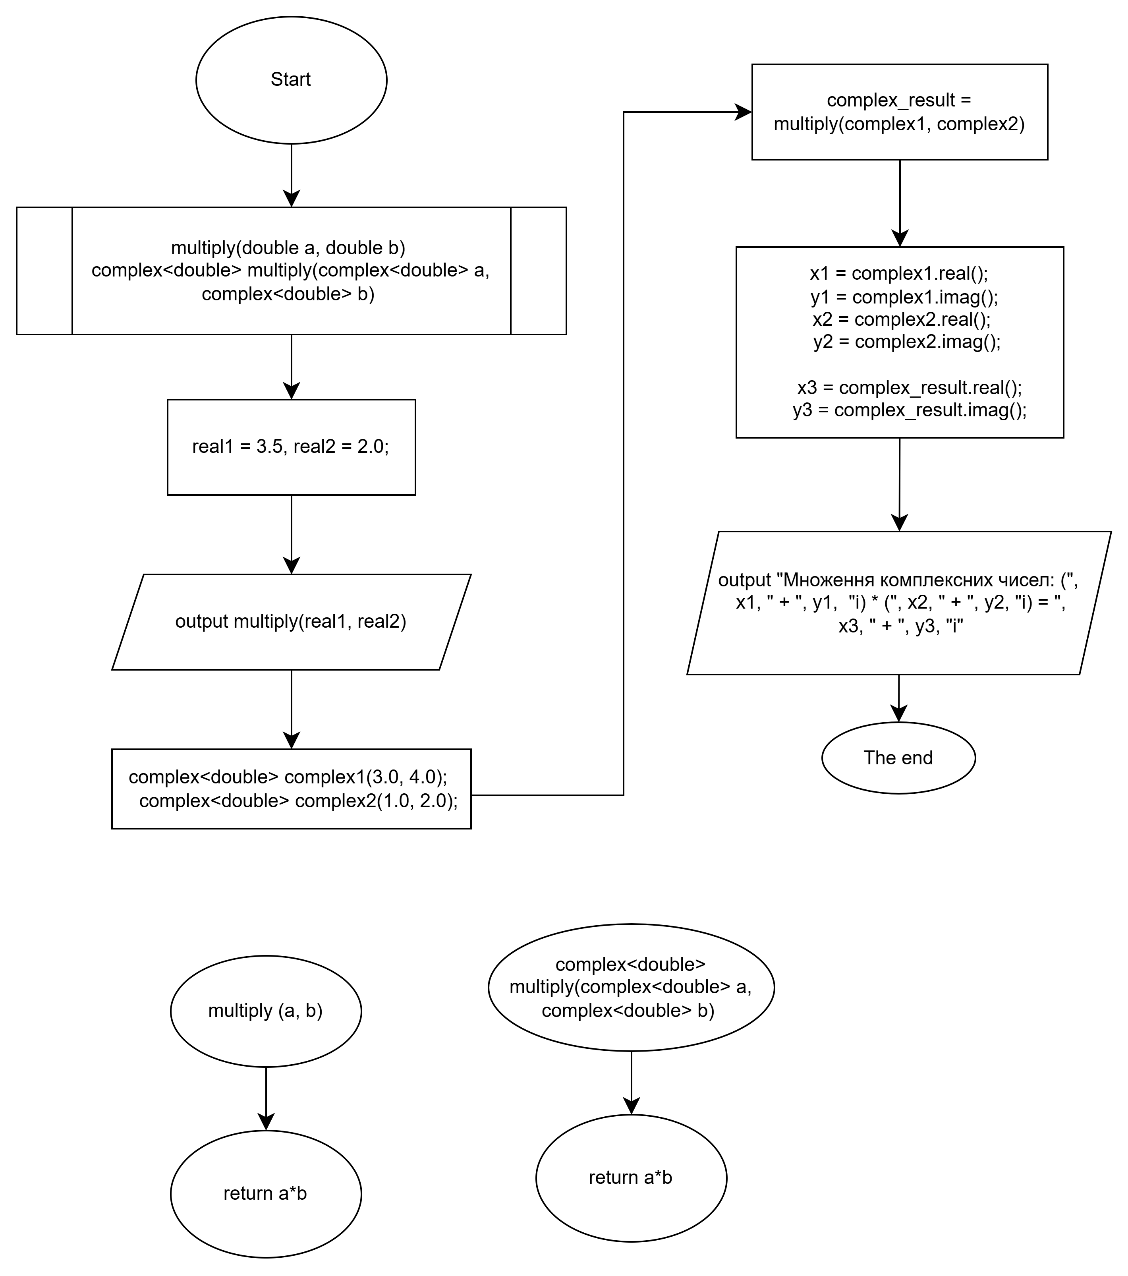 Start
multiply(double a, double b)
complex<double> multiply(complex<double> a,
complex<double> b)
real1 = 3.5, real2 = 2.0;
output multiply(real1, real2)
complex<double> complex1(3.0, 4.0);
complex<double> complex2(1.0, 2.0);
complex_result =
multiply(complex1, complex2)
x1 = complex1.real();
y1 = complex1.imag();
x2 = complex2.real();
y2 = complex2.imag();
x3 = complex_result.real();
y3 = complex_result.imag();
output "Множення комплексних чисел: (",
x1, " + ", y1,  "i) * (", x2, " + ", y2, "i) = ",
x3, " + ", y3, "i"
The end
multiply (a, b)
return a*b
complex<double>
multiply(complex<double> a,
complex<double> b)
return a*b